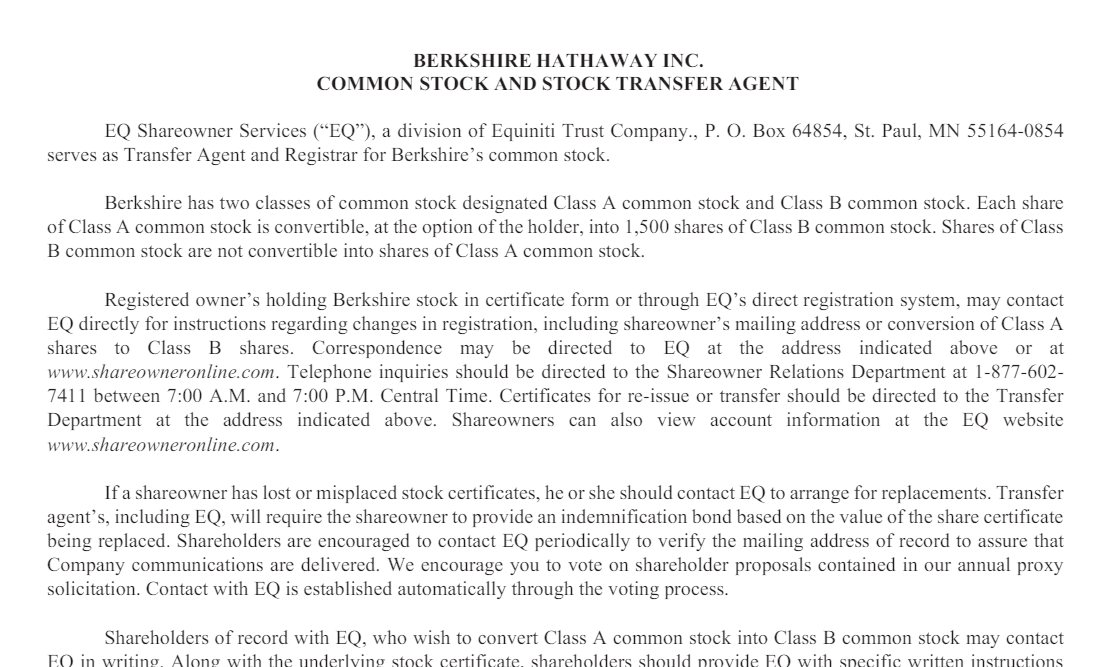 BERKSHIRE HATHAWAY INC.
COMMON STOCK AND STOCK TRANSFER AGENT
EQ Shareowner Services (“EQ”), a division of Equiniti Trust Company., P. O. Box 64854, St. Paul, MN 55164-0854
serves as Transfer Agent and Registrar for Berkshire’s common stock.
Berkshire has two classes of common stock designated Class A common stock and Class B common stock. Each share
of Class A common stock is convertible, at the option of the holder, into 1,500 shares of Class B common stock. Shares of Class
B common stock are not convertible into shares of Class A common stock.
Registered owner’s holding Berkshire stock in certificate form or through EQ’s direct registration system, may contact
EQ directly for instructions regarding changes in registration, including shareowner’s mailing address or conversion of Class A
shares to Class B shares. Correspondence may be directed to EQ at the address indicated above or at
www.shareowneronline.com. Telephone inquiries should be directed to the Shareowner Relations Department at 1-877-602-
7411 between 7:00 A.M. and 7:00 P.M. Central Time. Certificates for re-issue or transfer should be directed to the Transfer
Department at the address indicated above. Shareowners can also view account information at the EQ website
www.shareowneronline.com.
If a shareowner has lost or misplaced stock certificates, he or she should contact EQ to arrange for replacements. Transfer
agent’s, including EQ, will require the shareowner to provide an indemnification bond based on the value of the share certificate
being replaced. Shareholders are encouraged to contact EQ periodically to verify the mailing address of record to assure that
Company communications are delivered. We encourage you to vote on shareholder proposals contained in our annual proxy
solicitation. Contact with EQ is established automatically through the voting process.
Shareholders of record with EQ, who wish to convert Class A common stock into Class B common stock may contact
EQ in writing. Along with the underlying stock certificate, shareholders should provide EQ with specific written instructions